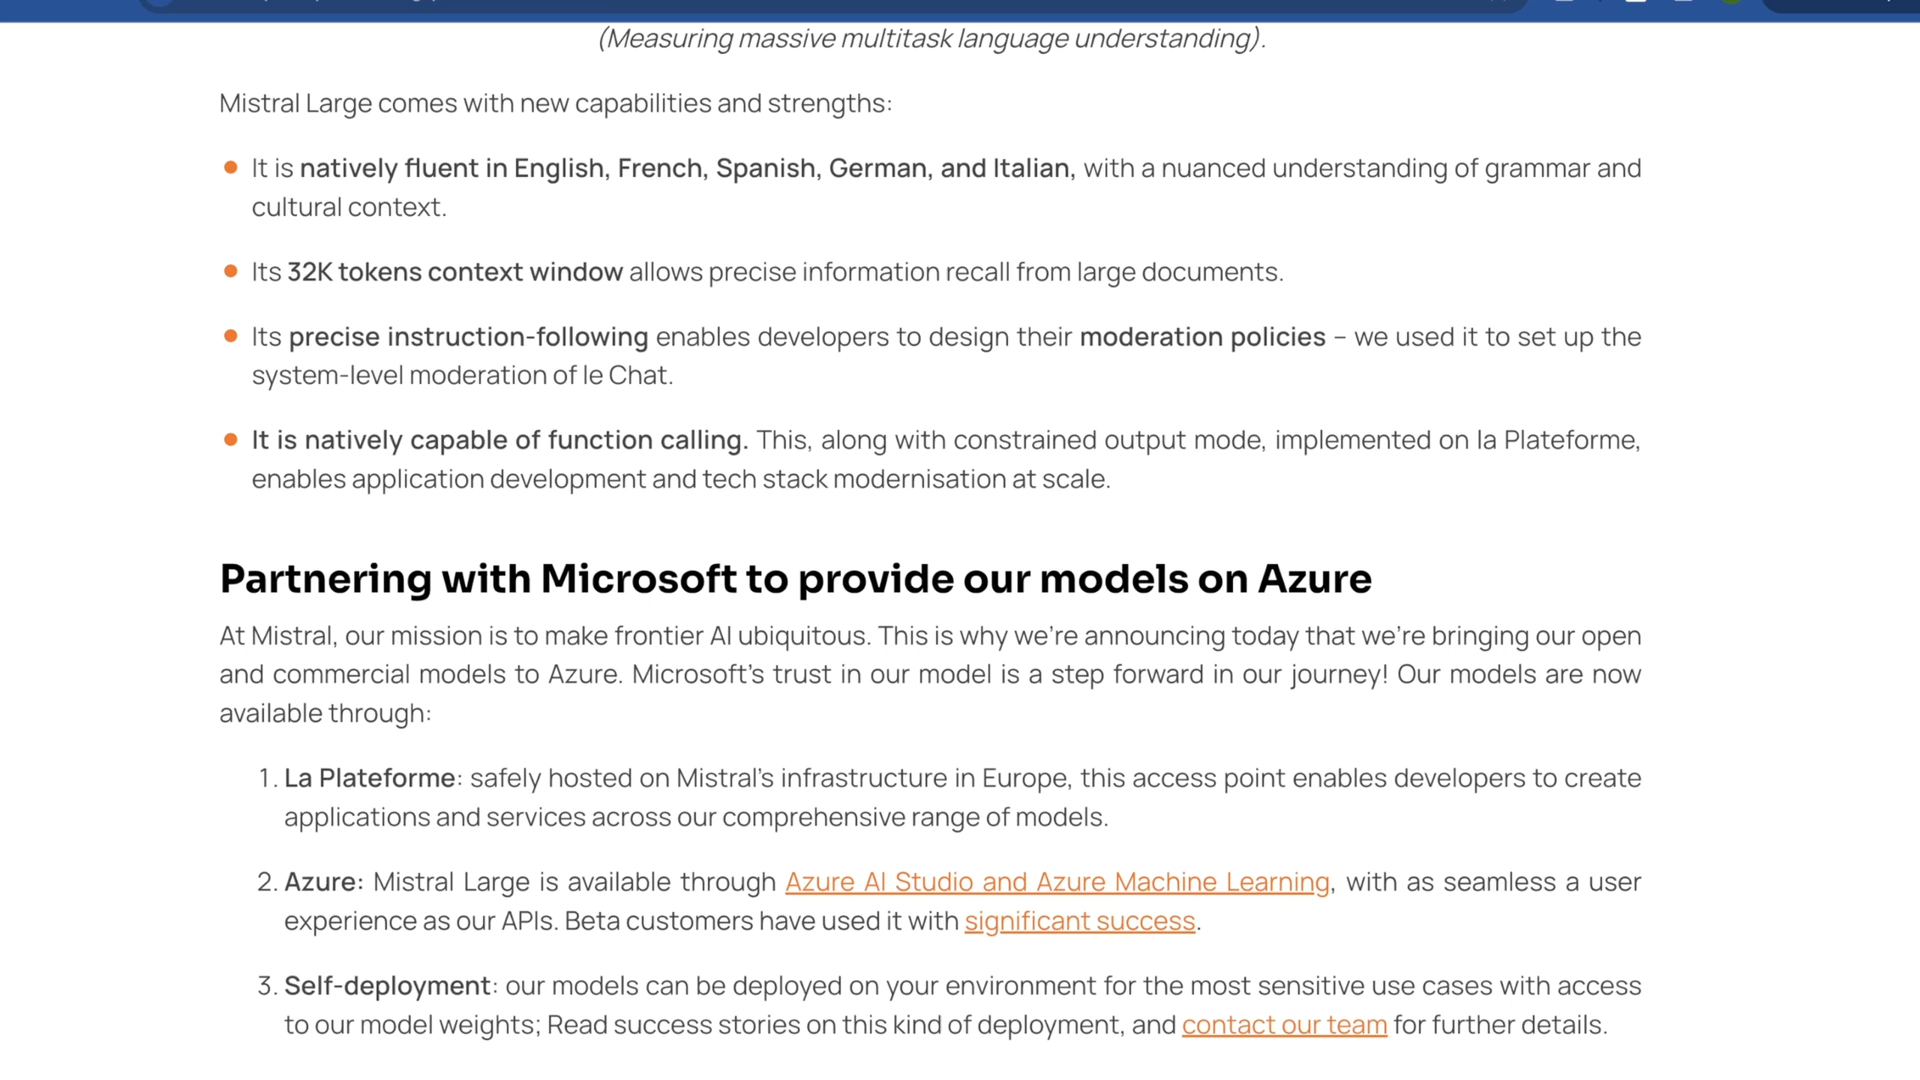 (Measuring massive multitask language understanding).
Mistral Large comes with new capabilities and strengths:
It is natively fluent in English, French, Spanish, German, and Italian, with a nuanced understanding of grammar and
cultural context.
Its 32K tokens context window allows precise information recall from large documents.
Its precise instruction-following enables developers to design their moderation policies – we used it to set up the
system-level moderation of le Chat.
It is natively capable of function calling. This, along with constrained output mode, implemented on la Plateforme,
enables application development and tech stack modernisation at scale.
Partnering with Microsoft to provide our models on Azure
At Mistral, our mission is to make frontier AI ubiquitous. This is why we’re announcing today that we’re bringing our open
and commercial models to Azure. Microsoft’s trust in our model is a step forward in our journey! Our models are now
available through:
1. La Plateforme: safely hosted on Mistral’s infrastructure in Europe, this access point enables developers to create
applications and services across our comprehensive range of models.
2. Azure: Mistral Large is available through Azure AI Studio and Azure Machine Learning, with as seamless a user
experience as our APIs. Beta customers have used it with significant success.
3. Self-deployment: our models can be deployed on your environment for the most sensitive use cases with access
to our model weights; Read success stories on this kind of deployment, and contact our team for further details.